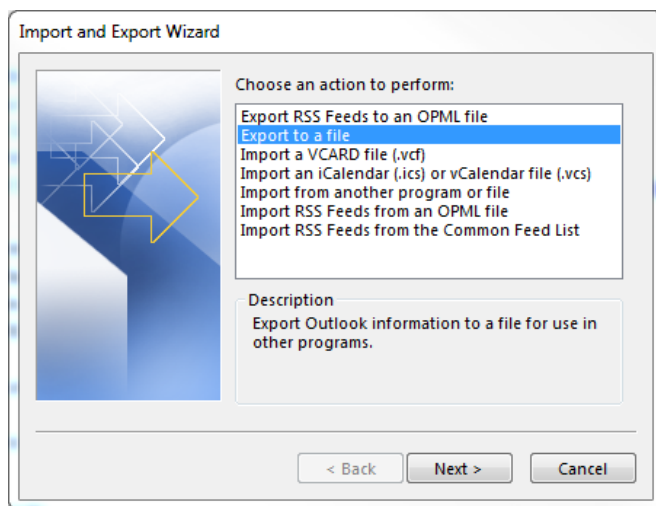 Import and Export Wizard
Choose an action to perform:
Export RSS Feeds to an OPML file
Export to a file
Import a VCARD file (.vcf)
Import an iCalendar (.ics) or vCalendar file (.vcs)
Import from another program or file
Import RSS Feeds from an OPML file
Import RSS Feeds from the Common Feed List
Description
Export Outlook information to a file for use in
other programs.
< Back Next > Cancel